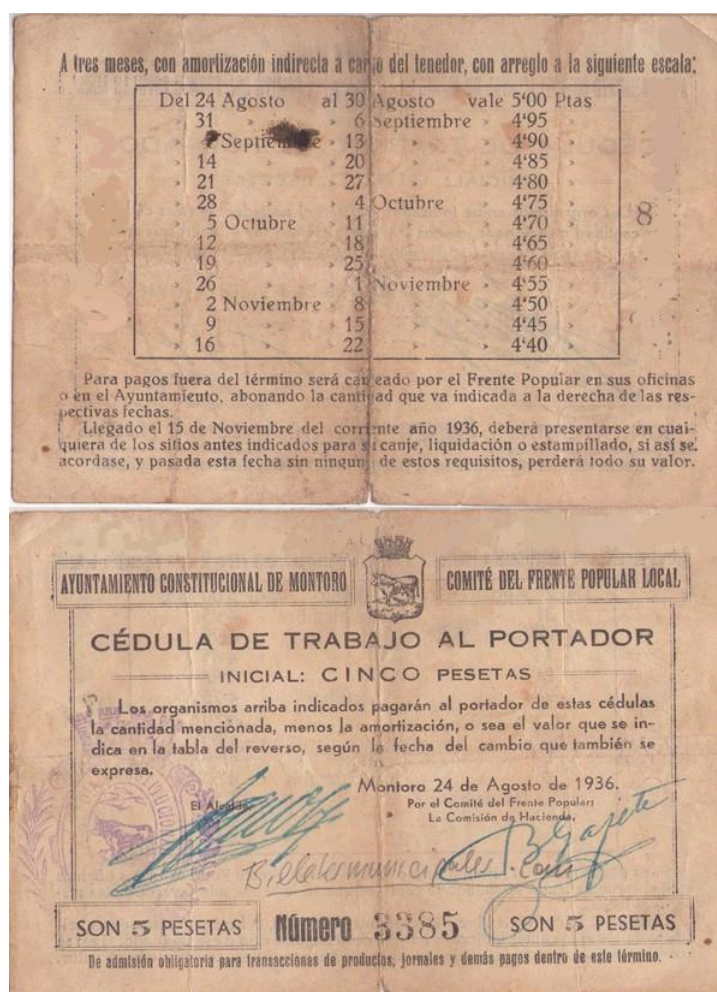 A tres meses, con amortización indirecta a cargo del tenedor, con arreglo a la siguiente escala:
Del 24 Agosto al 30 Agosto vale 5'00 Ptas
» 31 » » 6 Septiembre » 4'95 »
» 7 Septiembre » 13 » » 4'90 »
» 14 » » 20 » » 4'85 »
» 21 » » 27 » » 4'80 »
» 28 » » 4 Octubre » 4'75 »
» 5 Octubre » 11 » » 4'70 »
» 12 » » 18 » » 4'65 »
» 19 » » 25 » » 4'60 »
» 26 » » 1 Noviembre » 4'55 »
» 2 Noviembre » 8 » » 4'50 »
» 9 » » 15 » » 4'45 »
» 16 » » 22 » » 4'40 »
8
Para pagos fuera del término será canjeado por el Frente Popular en sus oficinas
o en el Ayuntamiento, abonando la cantidad que va indicada a la derecha de las res-
pectivas fechas.
Llegado el 15 de Noviembre del corriente año 1936, deberá presentarse en cual-
quiera de los sitios antes indicados para su canje, liquidación o estampillado, si así se
acordase, y pasada esta fecha sin ninguno de estos requisitos, perderá todo su valor.
AYUNTAMIENTO CONSTITUCIONAL DE MONTORO
COMITÉ DEL FRENTE POPULAR LOCAL
CÉDULA DE TRABAJO AL PORTADOR
INICIAL: CINCO PESETAS
Los organismos arriba indicados pagarán al portador de estas cédulas
la cantidad mencionada, menos la amortización, o sea el valor que se in-
dica en la tabla del reverso, según la fecha del cambio que también se
expresa.
Montoro 24 de Agosto de 1936.
El Alcalde,
Por el Comité del Frente Popular:
La Comisión de Hacienda,
B Gajete
Billetesmunicipales.com
SON 5 PESETAS
Número 3385
SON 5 PESETAS
De admisión obligatoria para transacciones de productos, jornales y demás pagos dentro de este término.